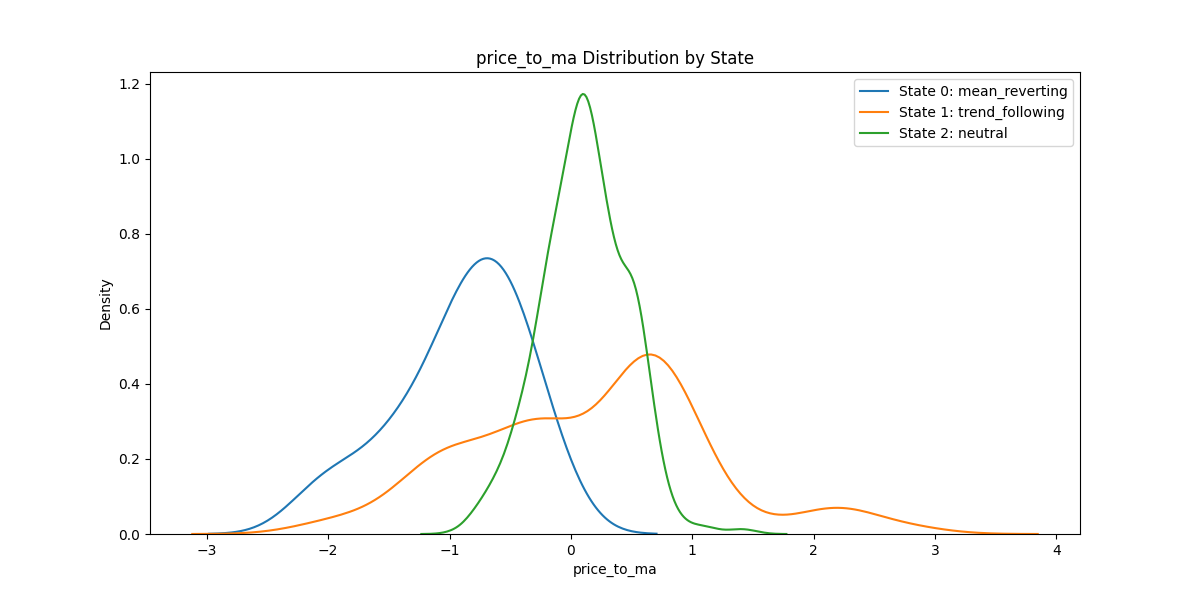 price_to_ma Distribution by State
State 0: mean_reverting
State 1: trend_following
State 2: neutral
Density
1.2
1.0
0.8
0.6
0.4
0.2
0.0
−3
−2
−1
0
1
2
3
4
price_to_ma